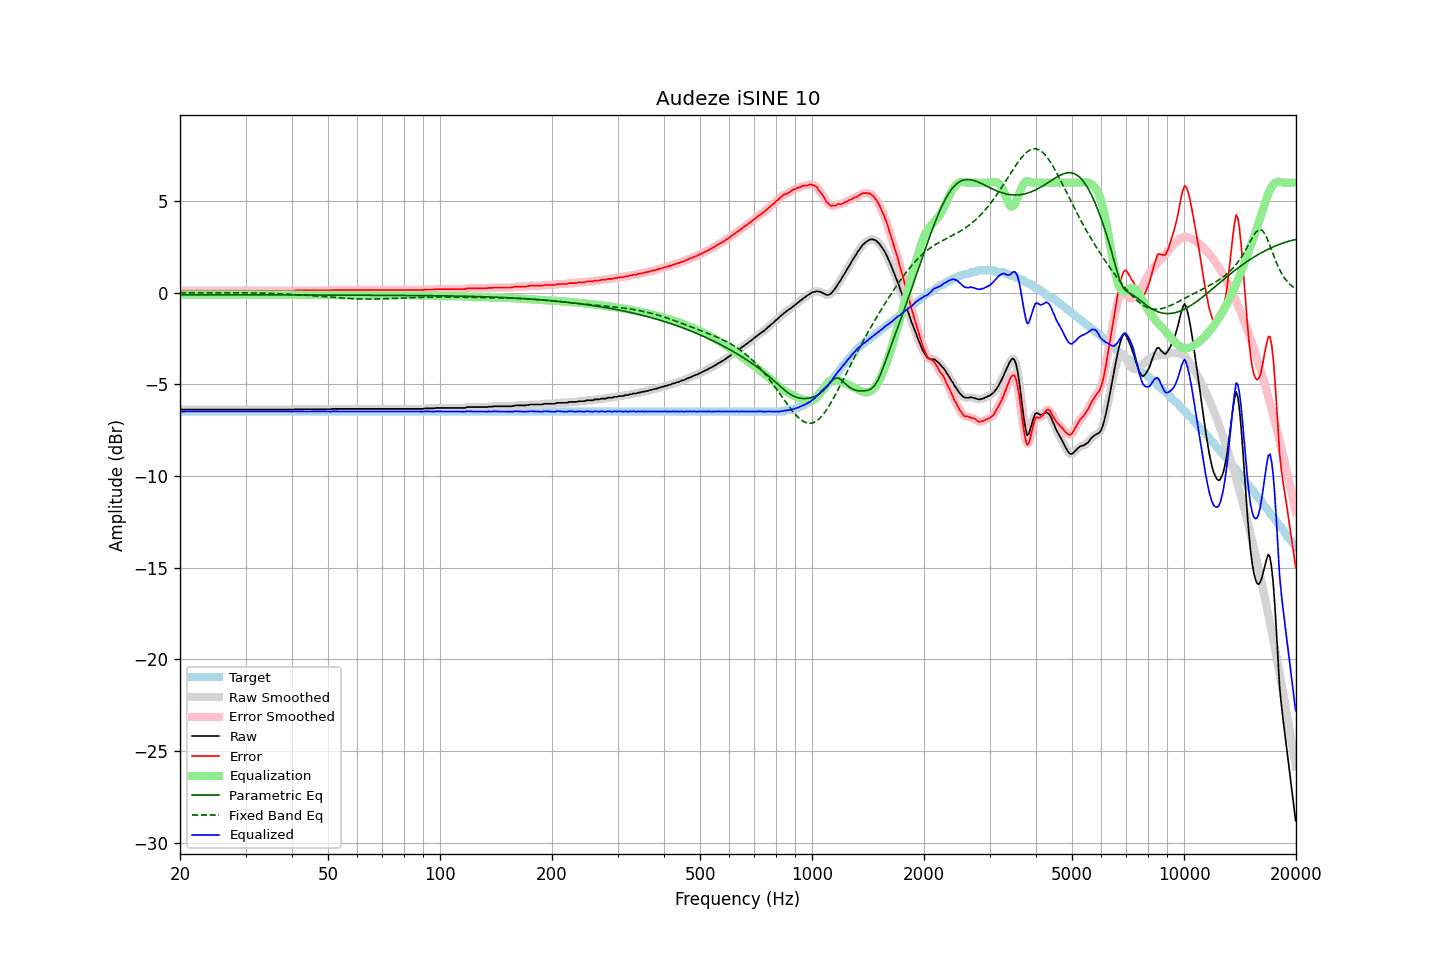 Audeze iSINE 10
Amplitude (dBr)
5
0
−5
−10
−15
−20
−25
−30
Target
Raw Smoothed
Error Smoothed
Raw
Error
Equalization
Parametric Eq
Fixed Band Eq
Equalized
20 50 100 200 500 1000 2000 5000 10000 20000
Frequency (Hz)